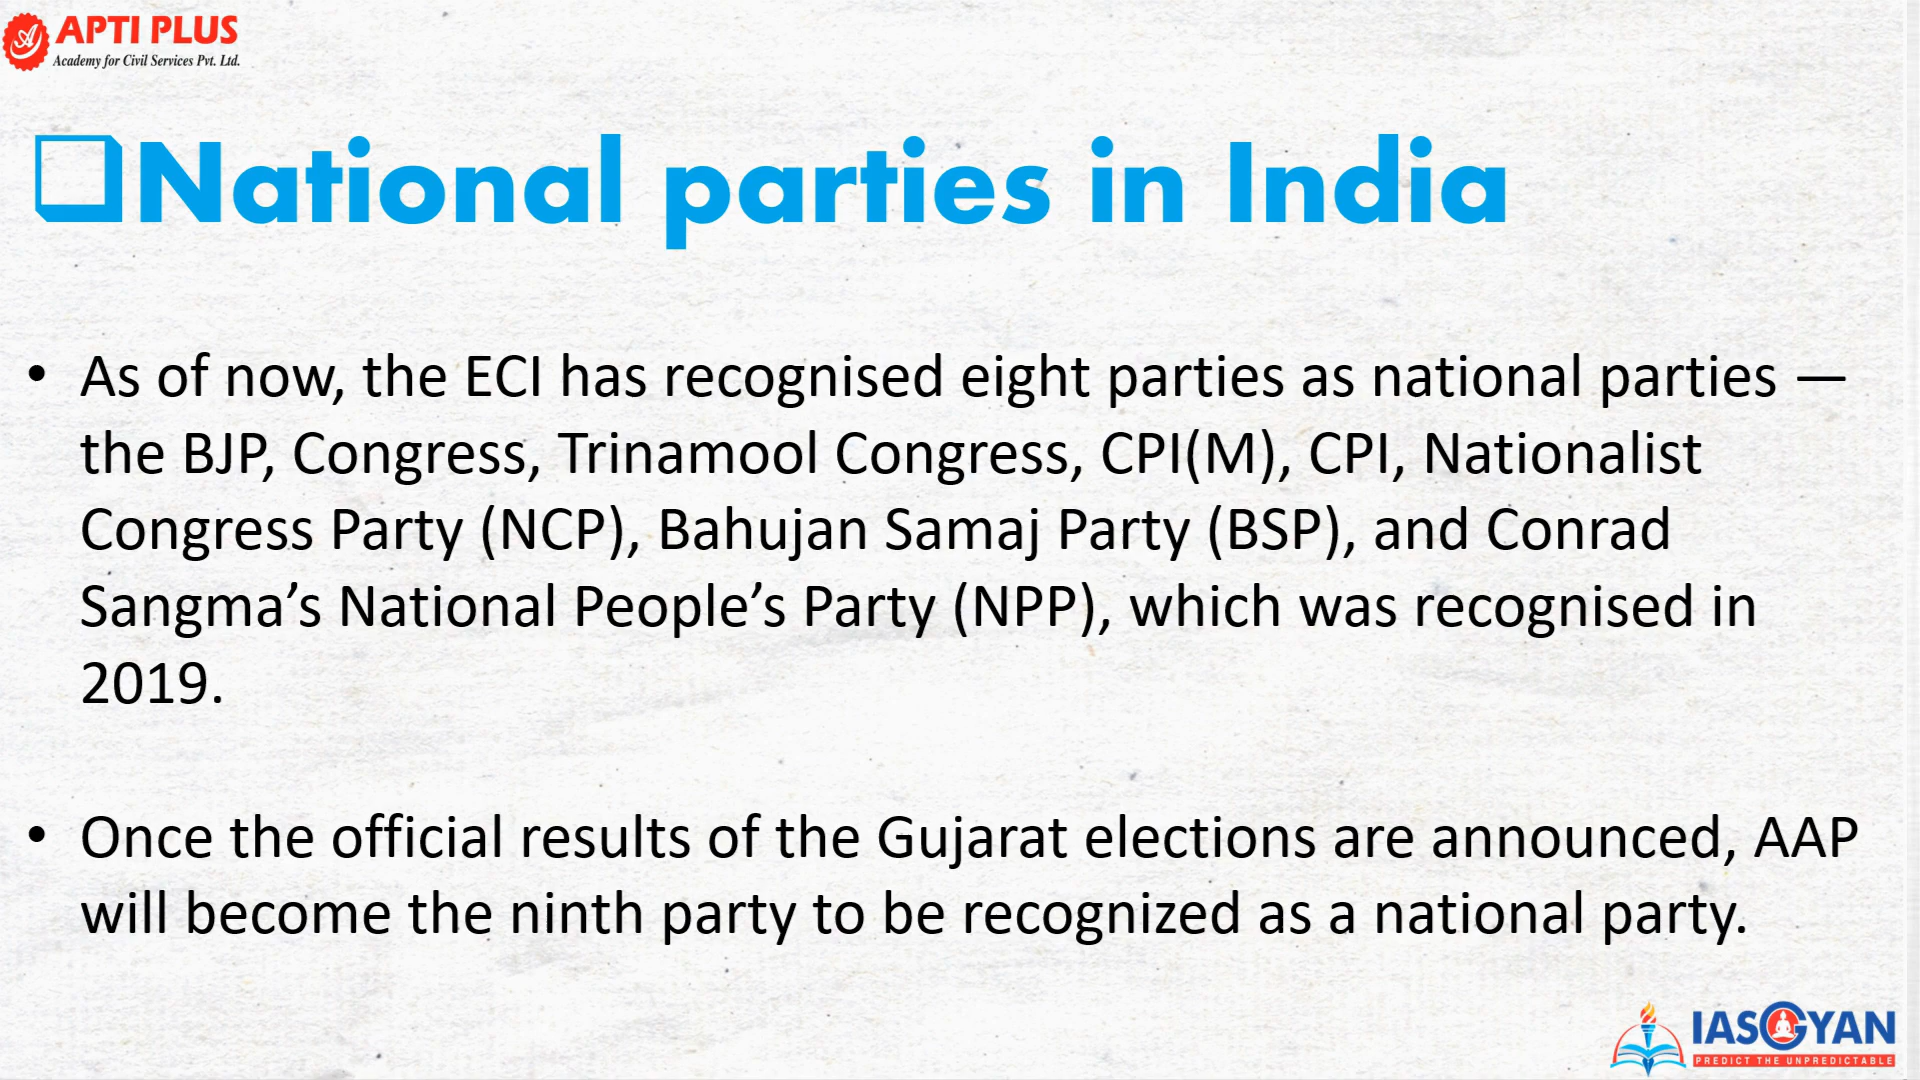 APTI PLUS
Academy for Civil Services Pvt. Ltd.
❑National parties in India
• As of now, the ECI has recognised eight parties as national parties —
the BJP, Congress, Trinamool Congress, CPI(M), CPI, Nationalist
Congress Party (NCP), Bahujan Samaj Party (BSP), and Conrad
Sangma’s National People’s Party (NPP), which was recognised in
2019.
• Once the official results of the Gujarat elections are announced, AAP
will become the ninth party to be recognized as a national party.
IASGYAN
PREDICT THE UNPREDICTABLE